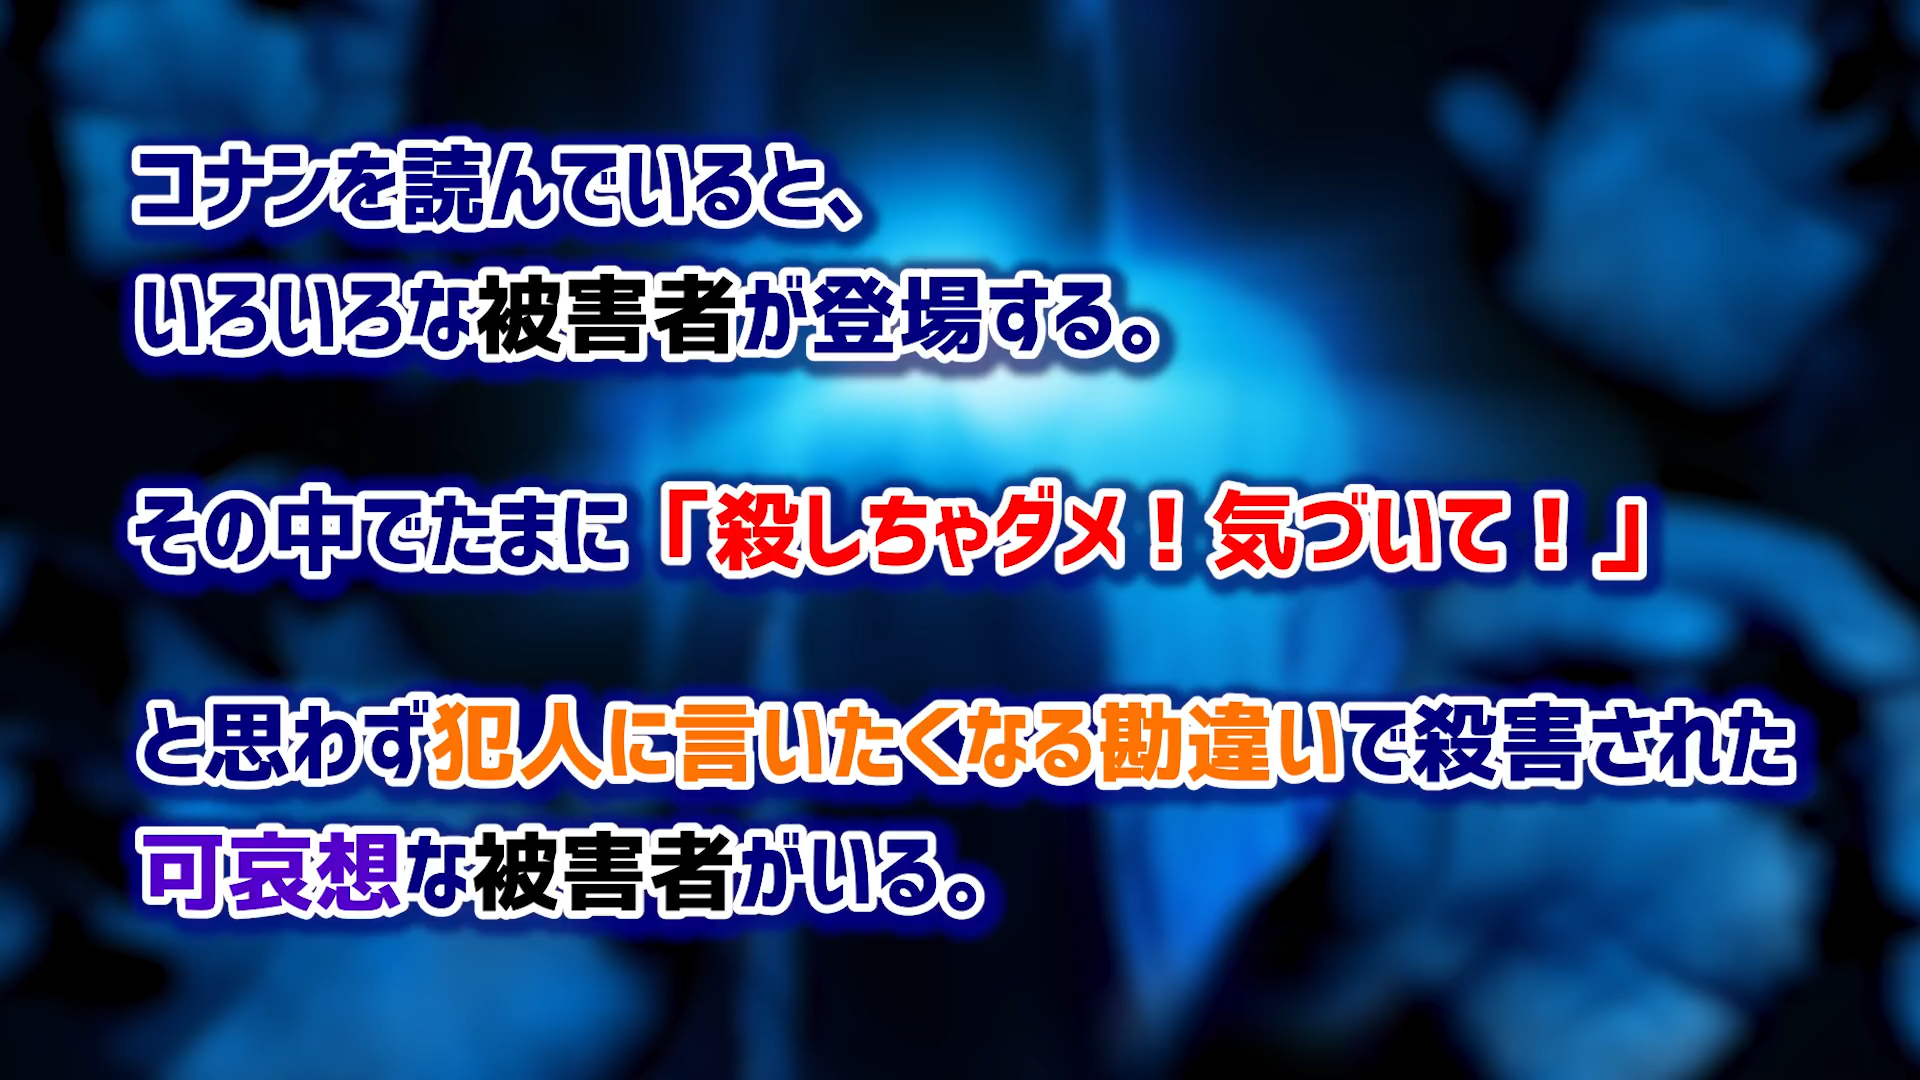 コナンを読んでいると、
いろいろな被害者が登場する。
その中でたまに「殺しちゃダメ！気づいて！」
と思わず犯人に言いたくなる勘違いで殺害された
可哀想な被害者がいる。